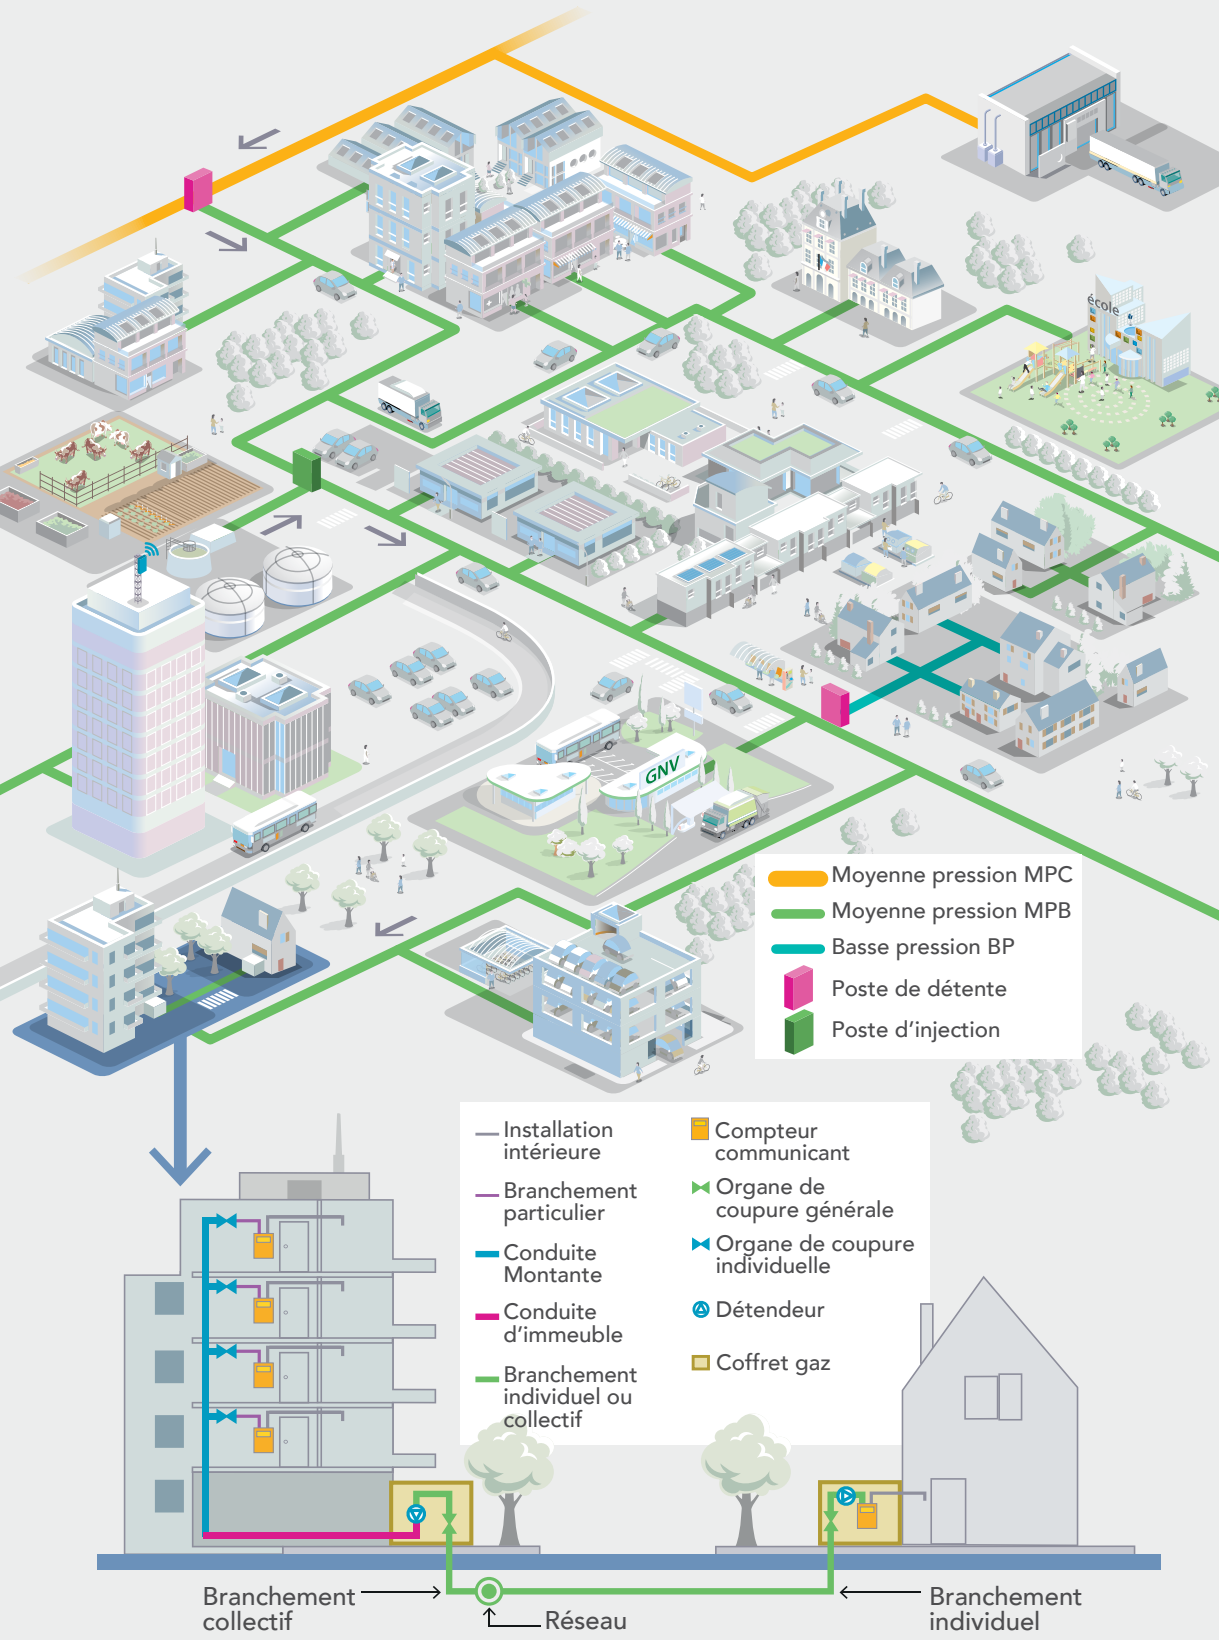 école
GNV
Moyenne pression MPC
Moyenne pression MPB
Basse pression BP
Poste de détente
Poste d'injection
Installation
intérieure
Branchement
particulier
Conduite
Montante
Conduite
d'immeuble
Branchement
individuel ou
collectif
Compteur
communicant
Organe de
coupure générale
Organe de coupure
individuelle
Détendeur
Coffret gaz
Branchement
collectif
Réseau
Branchement
individuel